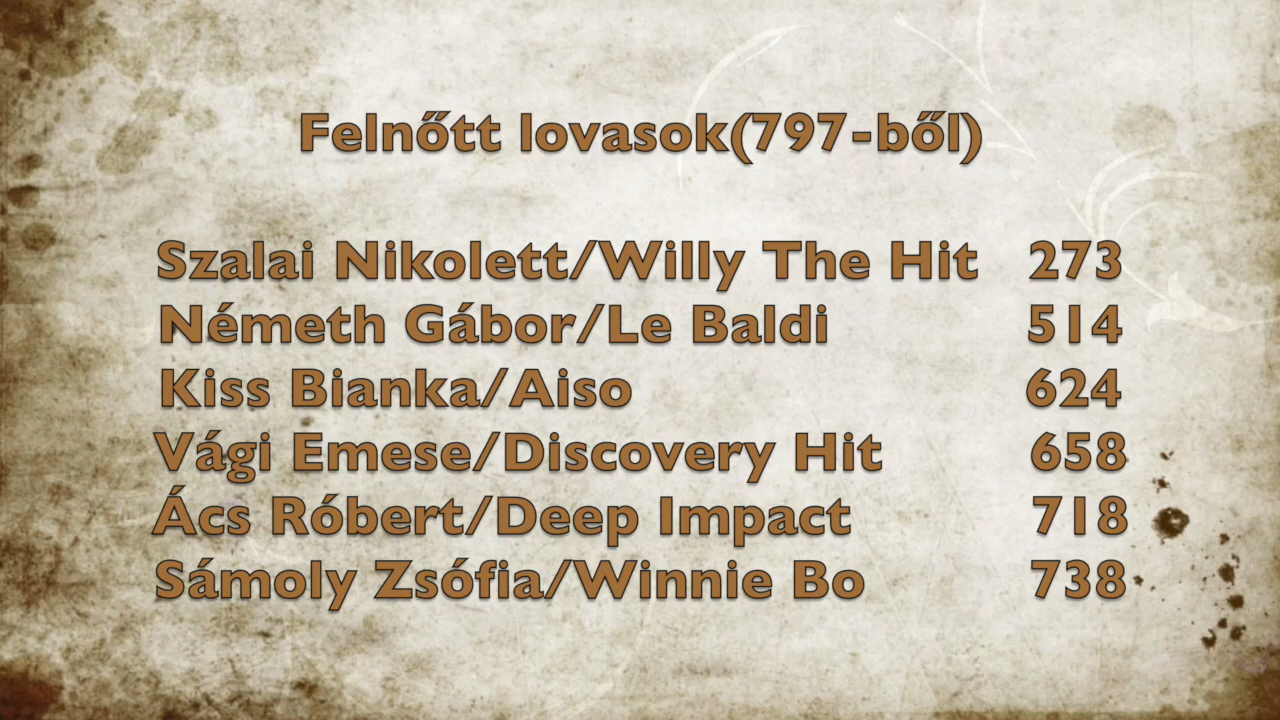 Felnőtt lovasok(797-ből)
Szalai Nikolett/Willy The Hit 273
Németh Gábor/Le Baldi 514
Kiss Bianka/Aiso 624
Vági Emese/Discovery Hit 658
Ács Róbert/Deep Impact 718
Sámoly Zsófia/Winnie Bo 738